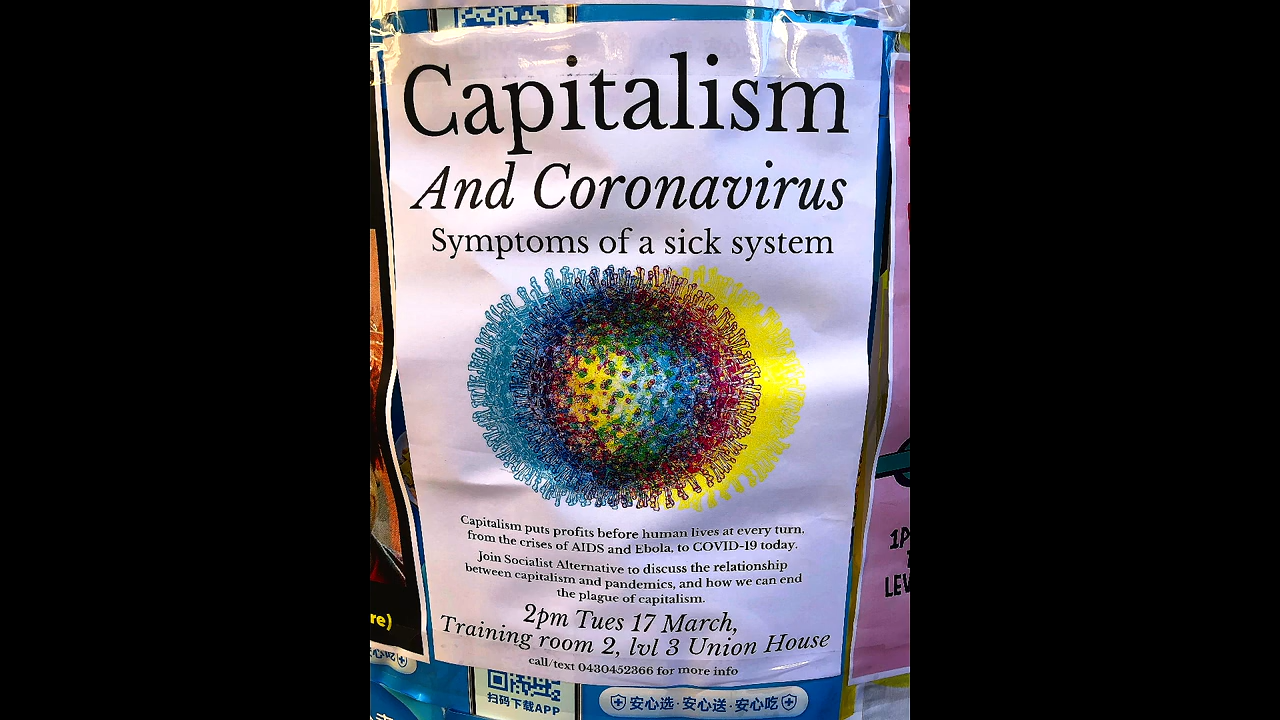 Capitalism
And Coronavirus
Symptoms of a sick system
Capitalism puts profits before human lives at every turn,
from the crises of AIDS and Ebola, to COVID-19 today.
Join Socialist Alternative to discuss the relationship
between capitalism and pandemics, and how we can end
the plague of capitalism.
2pm Tues 17 March,
Training room 2, lvl 3 Union House
call/text 0430452366 for more info
re)
1P
LEV
扫码下载APP
安心选·安心送·安心吃